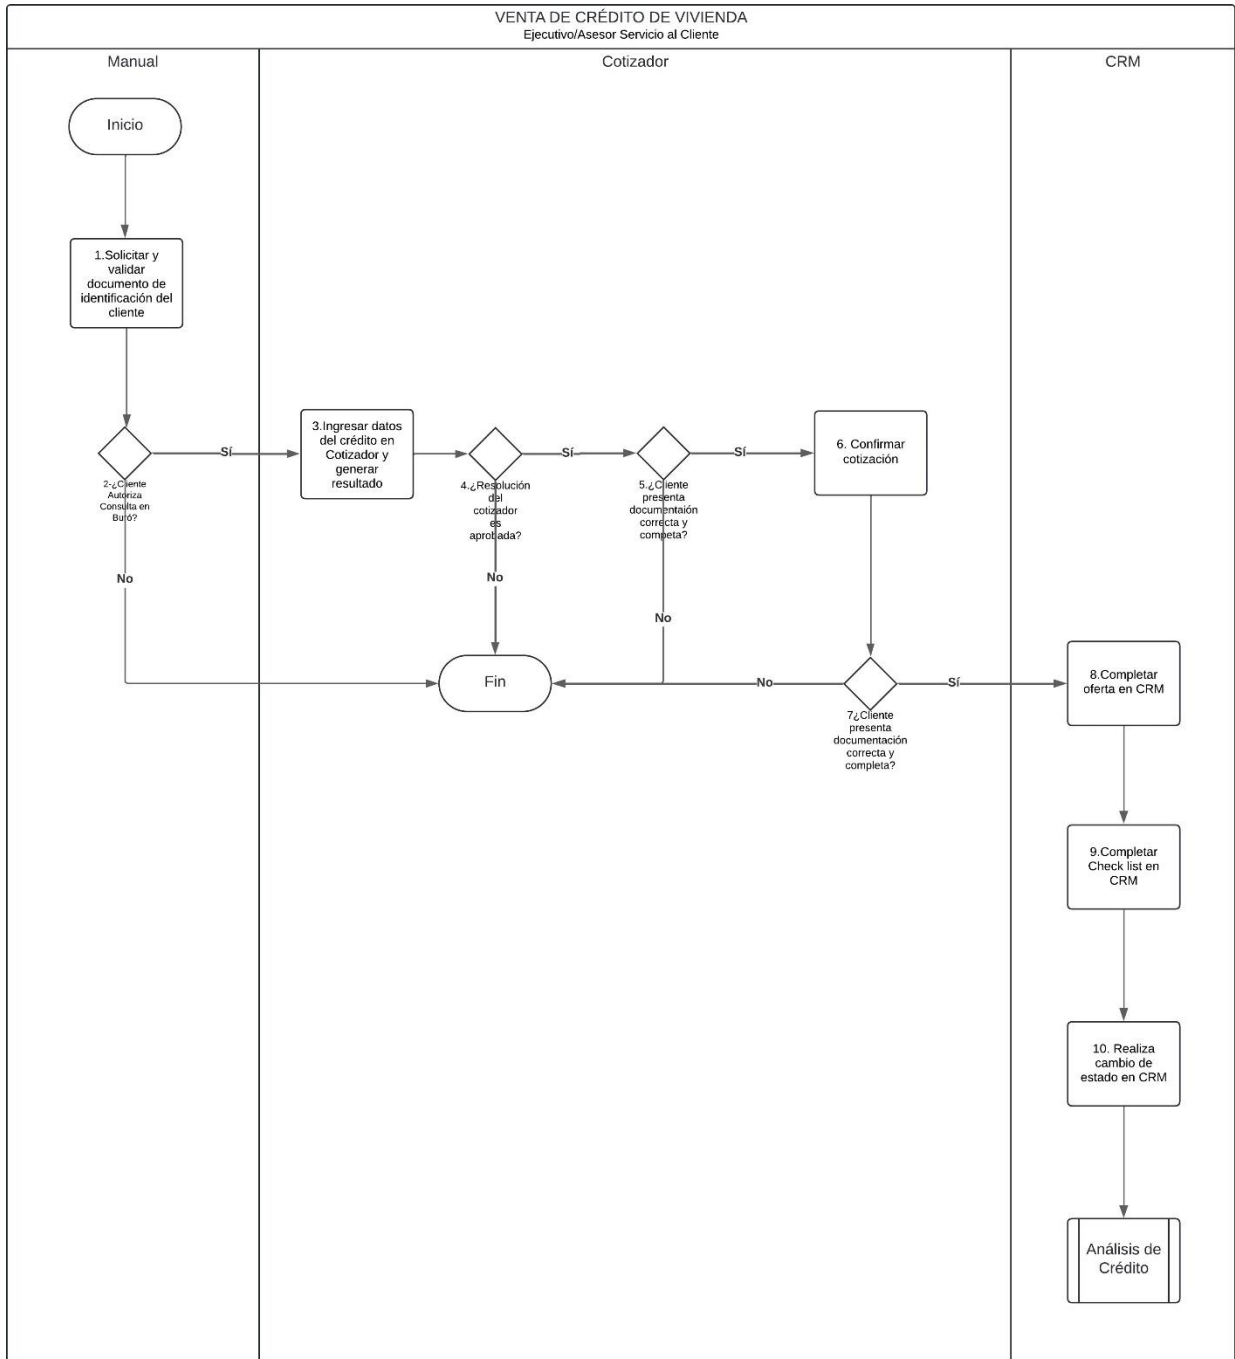 VENTA DE CRÉDITO DE VIVIENDA
Ejecutivo/Asesor Servicio al Cliente
Manual
Cotizador
CRM
Inicio
1.Solicitar y
validar
documento de
identificación del
cliente
2-¿Cliente
Autoriza
Consulta en
Buró?
Sí
No
3.Ingresar datos
del crédito en
Cotizador y
generar
resultado
4.¿Resolución
del
cotizador
es
aprobada?
Sí
No
5.¿Cliente
presenta
documentaión
correcta y
competa?
Sí
No
6. Confirmar
cotización
Fin
7¿Cliente
presenta
documentación
correcta y
completa?
No
Sí
8.Completar
oferta en CRM
9.Completar
Check list en
CRM
10. Realiza
cambio de
estado en CRM
Análisis de
Crédito